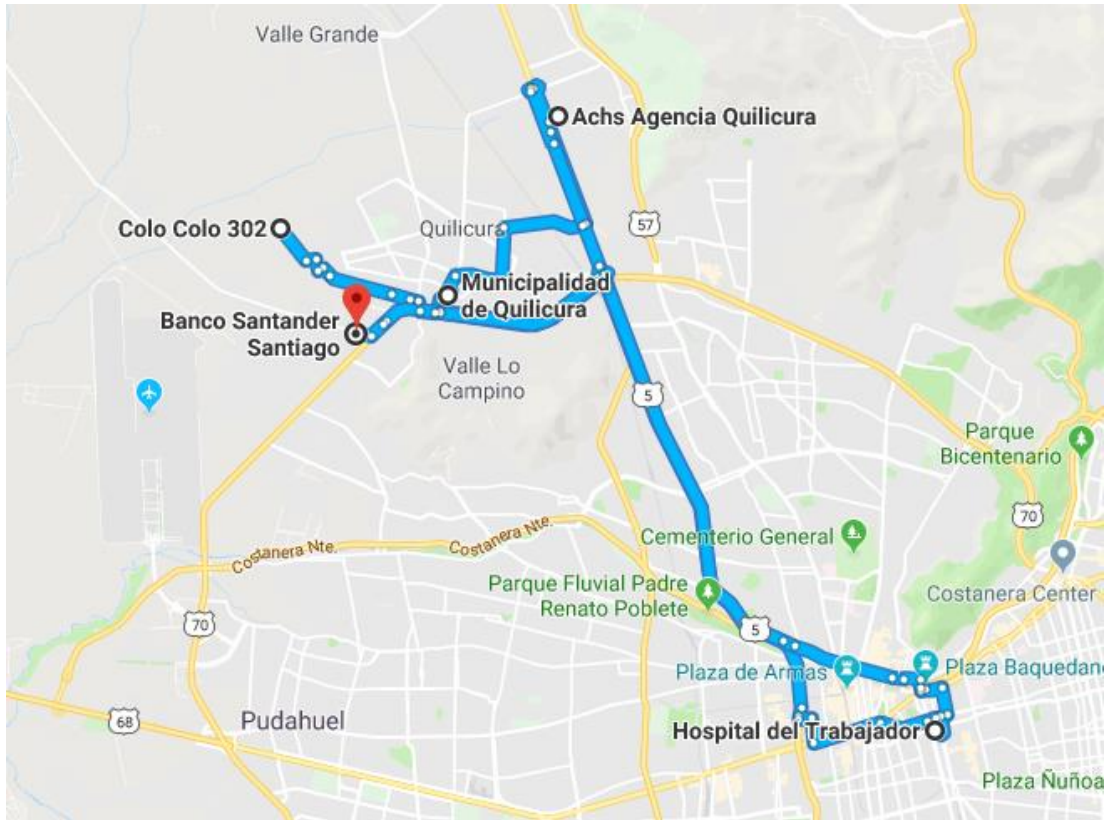 Valle Grande
Achs Agencia Quilicura
57
Colo Colo 302
Quilicura
Municipalidad
de Quilicura
Banco Santander
Santiago
Valle Lo
Campino
5
Parque
Bicentenario
70
Cementerio General
Costanera Nte.
Costanera Nte.
Parque Fluvial Padre
Renato Poblete
Costanera Center
70
5
Plaza de Armas
Plaza Baquedano
68
Pudahuel
Hospital del Trabajador
Plaza Ñuñoa